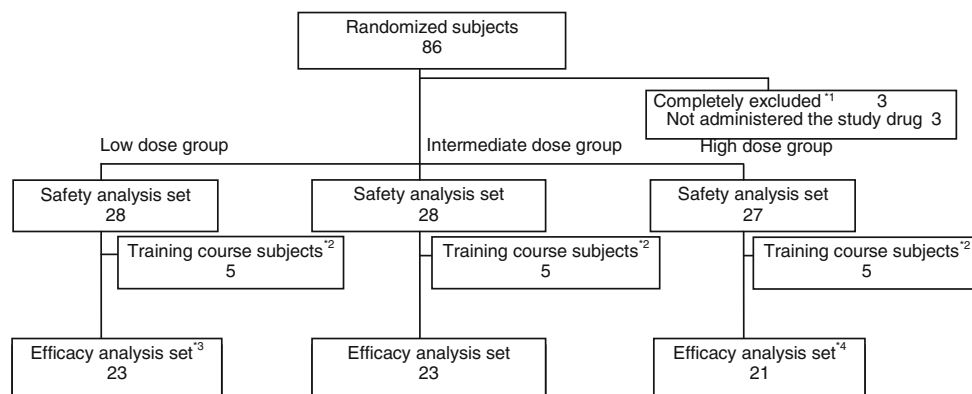 Randomized subjects
86
Completely excluded*1 3
Not administered the study drug 3
Low dose group
Intermediate dose group
High dose group
Safety analysis set
28
Safety analysis set
28
Safety analysis set
27
Training course subjects*2
5
Training course subjects*2
5
Training course subjects*2
5
Efficacy analysis set*3
23
Efficacy analysis set
23
Efficacy analysis set*4
21